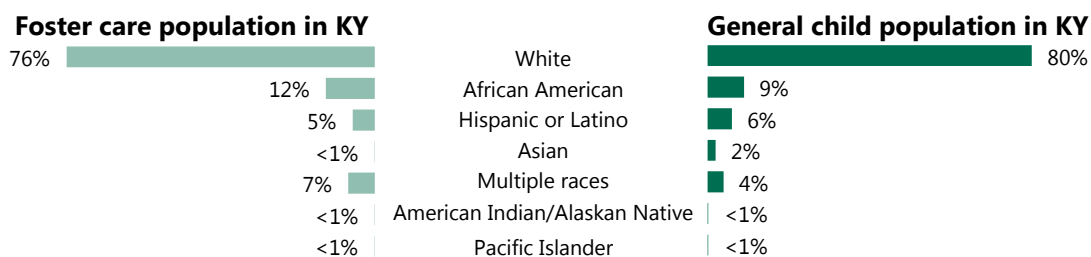 Foster care population in KY General child population in KY
76% White 80%
12% African American 9%
5% Hispanic or Latino 6%
<1% Asian 2%
7% Multiple races 4%
<1% American Indian/Alaskan Native <1%
<1% Pacific Islander <1%